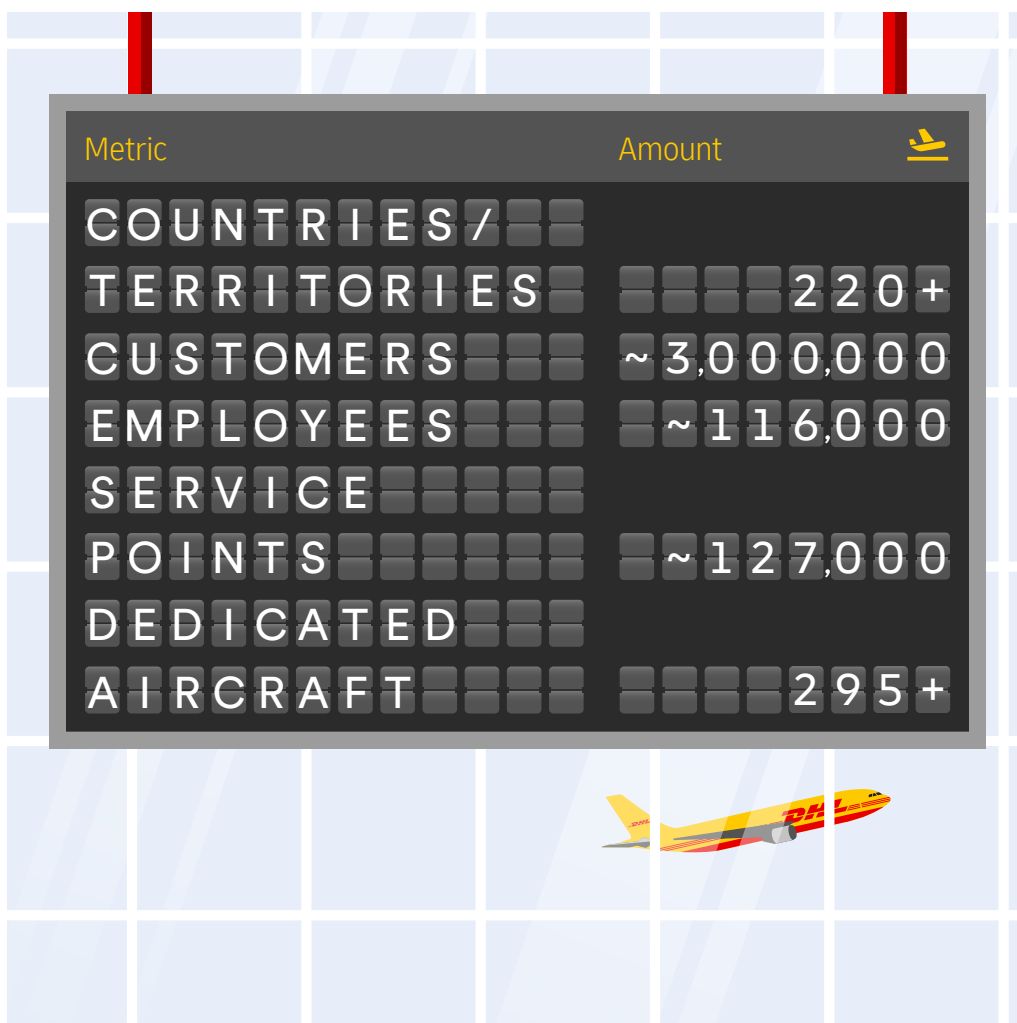 Metric Amount
COUNTRIES/
TERRITORIES 220+
CUSTOMERS ~3,000,000
EMPLOYEES ~116,000
SERVICE
POINTS ~127,000
DEDICATED
AIRCRAFT 295+
DHL
DHL